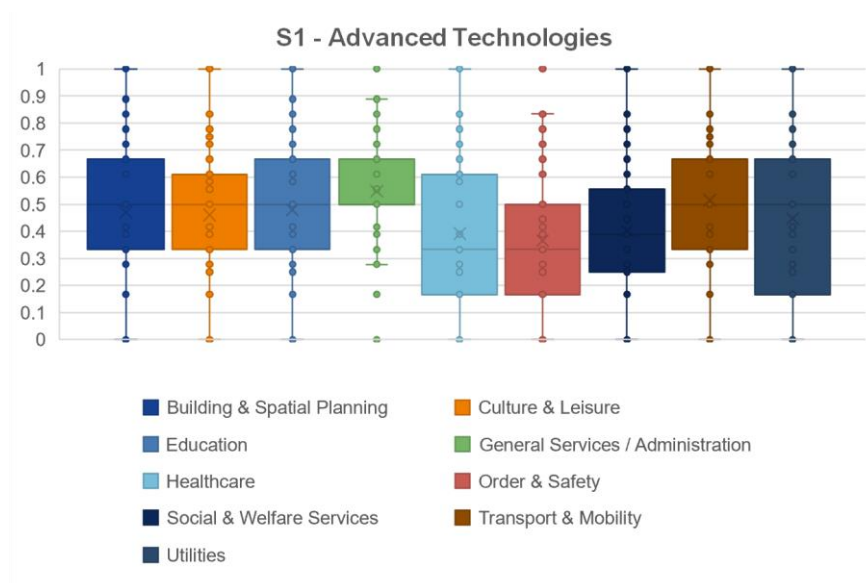 S1 - Advanced Technologies
1
0.9
0.8
0.7
0.6
0.5
0.4
0.3
0.2
0.1
0
Building & Spatial Planning
Culture & Leisure
Education
General Services / Administration
Healthcare
Order & Safety
Social & Welfare Services
Transport & Mobility
Utilities